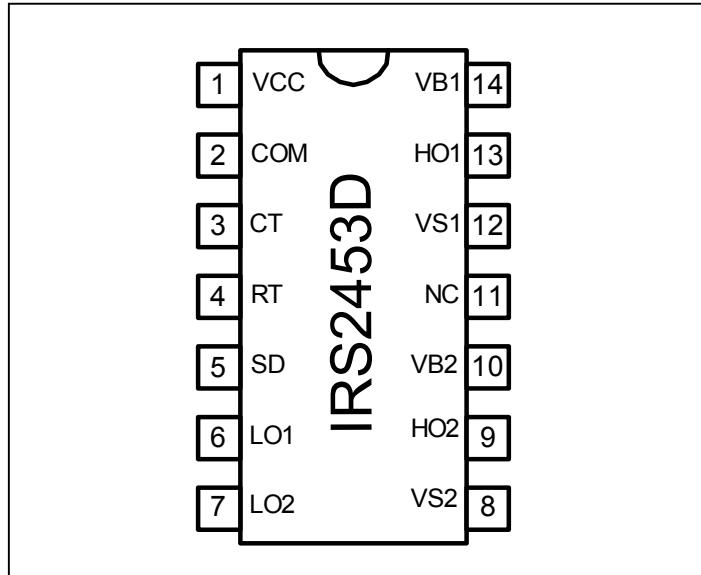 1 VCC VB1 14
2 COM HO1 13
3 CT VS1 12
4 RT NC 11
5 SD VB2 10
6 LO1 HO2 9
7 LO2 VS2 8
IRS2453D